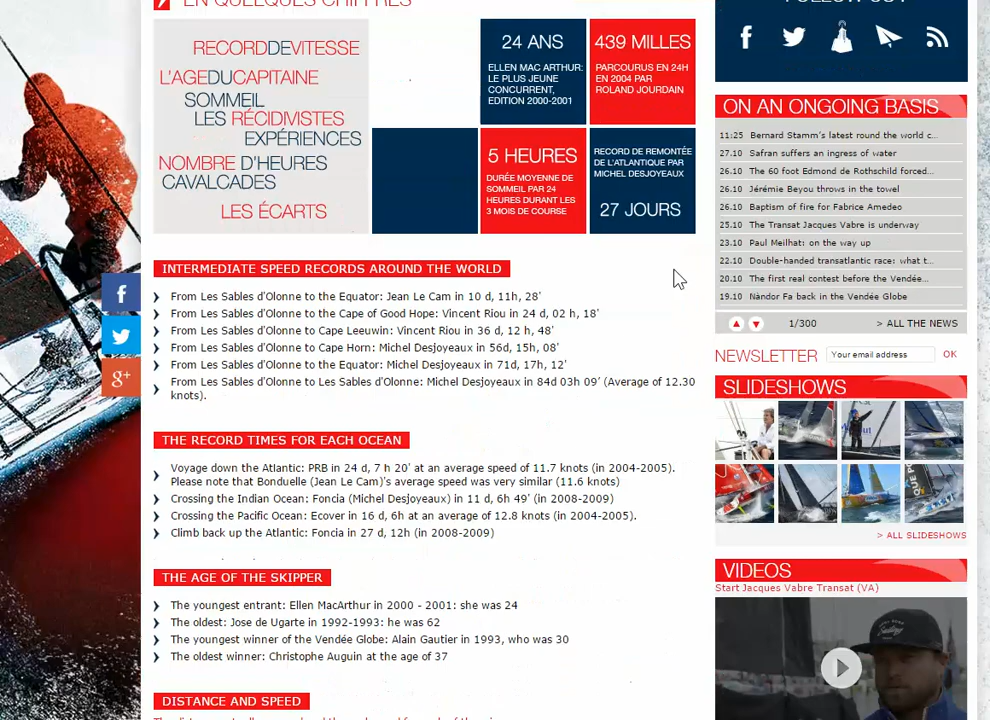 EN QUELQUES CHIFFRES
RECORDDEVITESSE
L'AGEDUCAPITAINE
SOMMEIL
LES RÉCIDIVISTES
EXPÉRIENCES
NOMBRE D'HEURES
CAVALCADES
LES ÉCARTS
24 ANS
ELLEN MAC ARTHUR:
LE PLUS JEUNE
CONCURRENT,
EDITION 2000-2001
439 MILLES
PARCOURUS EN 24H
EN 2004 PAR
ROLAND JOURDAIN
5 HEURES
DURÉE MOYENNE DE
SOMMEIL PAR 24
HEURES DURANT LES
3 MOIS DE COURSE
RECORD DE REMONTÉE
DE L'ATLANTIQUE PAR
MICHEL DESJOYEAUX
27 JOURS
INTERMEDIATE SPEED RECORDS AROUND THE WORLD
From Les Sables d'Olonne to the Equator: Jean Le Cam in 10 d, 11h, 28'
From Les Sables d'Olonne to the Cape of Good Hope: Vincent Riou in 24 d, 02 h, 18'
From Les Sables d'Olonne to Cape Leeuwin: Vincent Riou in 36 d, 12 h, 48'
From Les Sables d'Olonne to Cape Horn: Michel Desjoyeaux in 56d, 15h, 08'
From Les Sables d'Olonne to the Equator: Michel Desjoyeaux in 71d, 17h, 12'
From Les Sables d'Olonne to Les Sables d'Olonne: Michel Desjoyeaux in 84d 03h 09' (Average of 12.30
knots).
THE RECORD TIMES FOR EACH OCEAN
Voyage down the Atlantic: PRB in 24 d, 7 h 20' at an average speed of 11.7 knots (in 2004-2005).
Please note that Bonduelle (Jean Le Cam)'s average speed was very similar (11.6 knots)
Crossing the Indian Ocean: Foncia (Michel Desjoyeaux) in 11 d, 6h 49' (in 2008-2009)
Crossing the Pacific Ocean: Ecover in 16 d, 6h at an average of 12.8 knots (in 2004-2005).
Climb back up the Atlantic: Foncia in 27 d, 12h (in 2008-2009)
THE AGE OF THE SKIPPER
The youngest entrant: Ellen MacArthur in 2000 - 2001: she was 24
The oldest: Jose de Ugarte in 1992-1993: he was 62
The youngest winner of the Vendée Globe: Alain Gautier in 1993, who was 30
The oldest winner: Christophe Auguin at the age of 37
DISTANCE AND SPEED
ON AN ONGOING BASIS
11:25 Bernard Stamm's latest round the world c...
27.10 Safran suffers an ingress of water
26.10 The 60 foot Edmond de Rothschild forced...
26.10 Jérémie Beyou throws in the towel
26.10 Baptism of fire for Fabrice Amedeo
25.10 The Transat Jacques Vabre is underway
23.10 Paul Meilhat: on the way up
22.10 Double-handed transatlantic race: what t...
20.10 The first real contest before the Vendée...
19.10 Nàndor Fa back in the Vendée Globe
1/300
> ALL THE NEWS
NEWSLETTER Your email address OK
SLIDESHOWS
> ALL SLIDESHOWS
VIDEOS
Start Jacques Vabre Transat (VA)